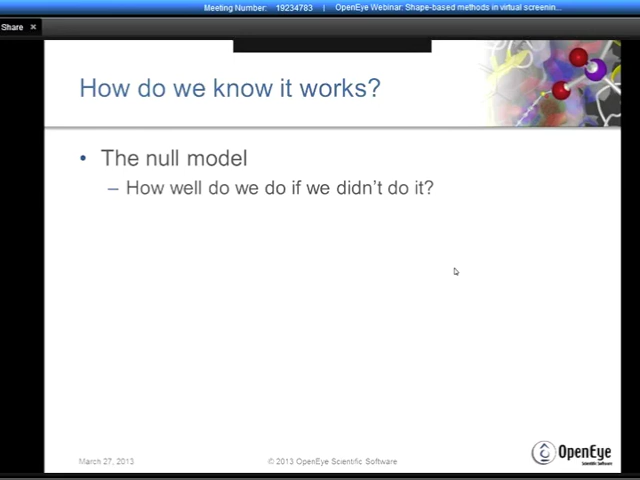 Meeting Number: 19234783 | OpenEye Webinar: Shape-based methods in virtual screenin...
Share ×
How do we know it works?
• The null model
– How well do we do if we didn't do it?
March 27, 2013 © 2013 OpenEye Scientific Software
OpenEye
Scientific Software